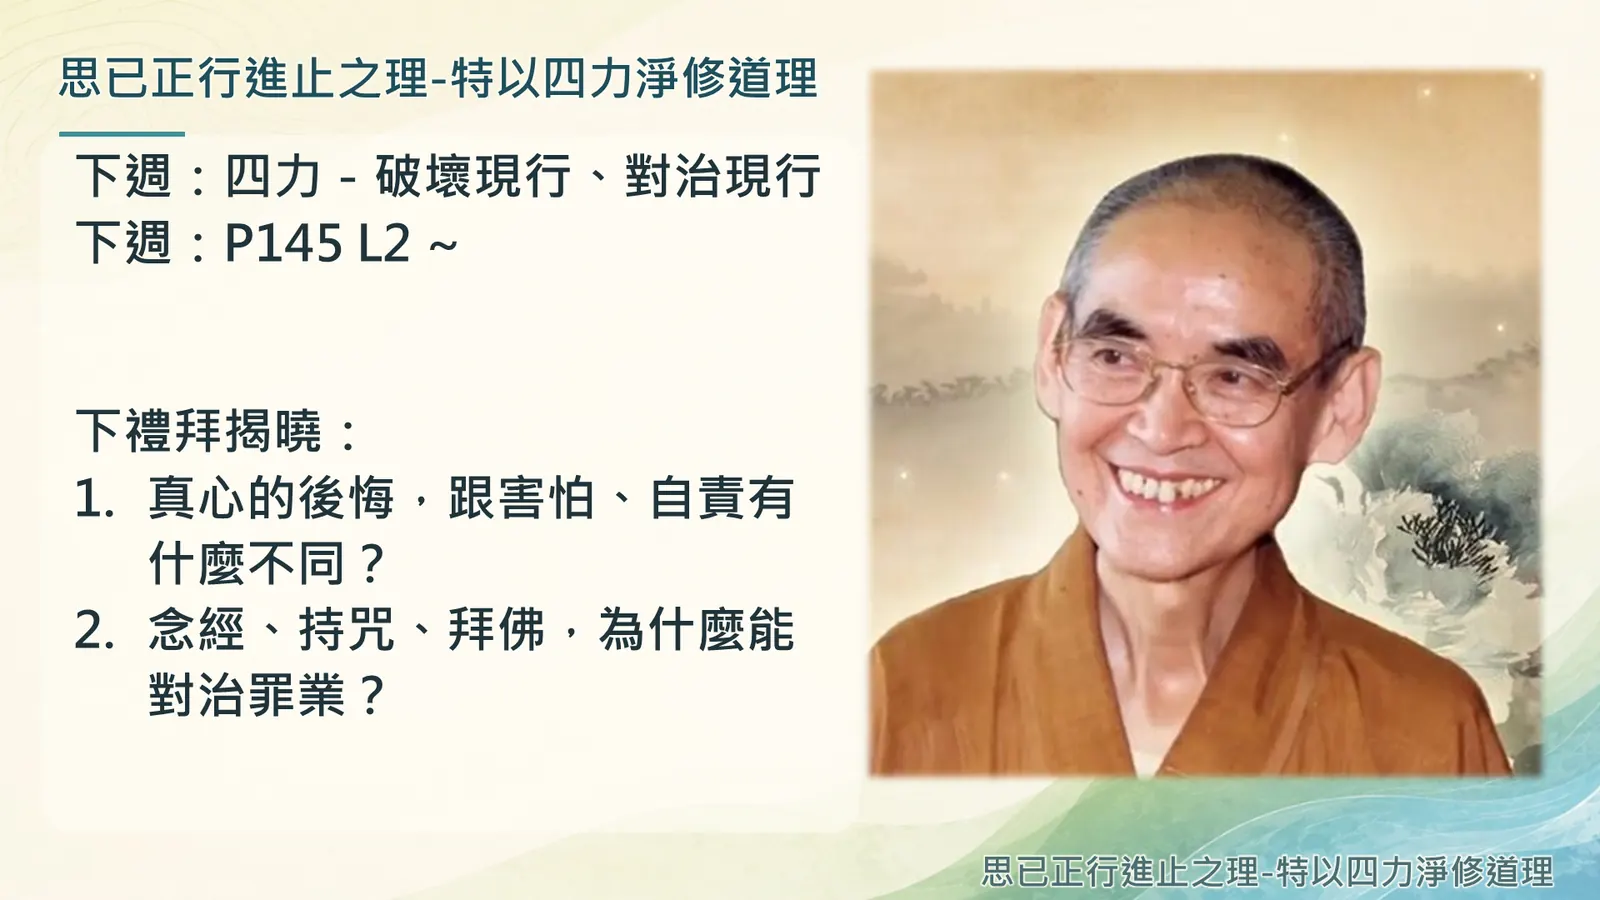 思已正行進止之理-特以四力淨修道理
下週：四力 - 破壞現行、對治現行
下週：P145 L2 ~
下禮拜揭曉：
1. 真心的後悔，跟害怕、自責有
什麼不同？
2. 念經、持咒、拜佛，為什麼能
對治罪業？
思已正行進止之理-特以四力淨修道理